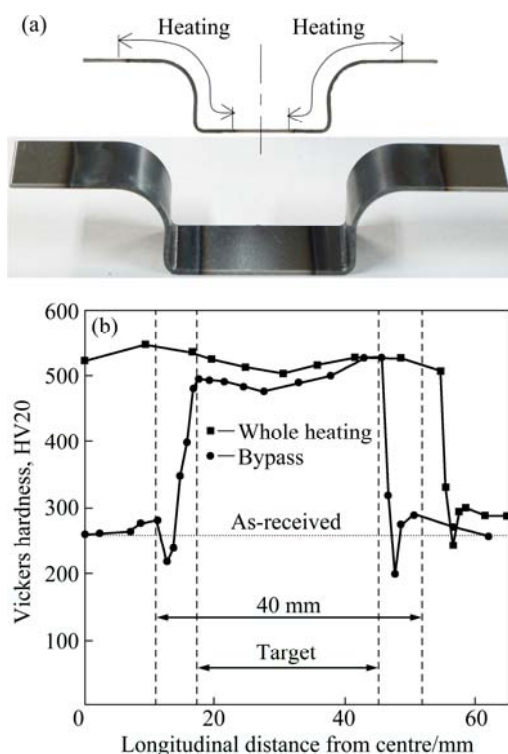 (a)
Heating Heating
(b)
600
500
400
300
200
100
Vickers hardness, HV20
Whole heating
Bypass
As-received
40 mm
Target
0 20 40 60
Longitudinal distance from centre/mm